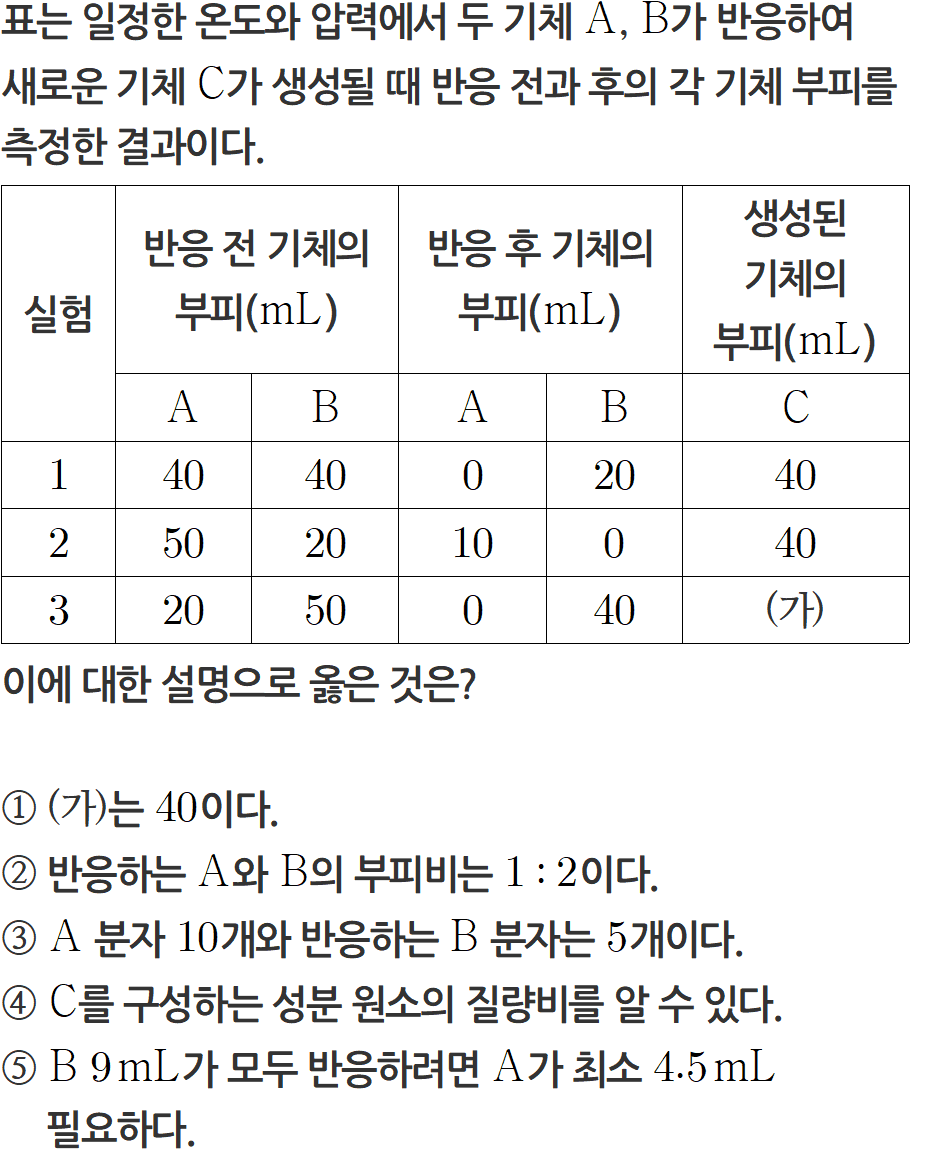 표는 일정한 온도와 압력에서 두 기체 A, B가 반응하여
새로운 기체 C가 생성될 때 반응 전과 후의 각 기체 부피를
측정한 결과이다.
실험 반응 전 기체의 부피(mL) 반응 후 기체의 부피(mL) 생성된 기체의 부피(mL)
A B A B C
1 40 40 0 20 40
2 50 20 10 0 40
3 20 50 0 40 (가)
이에 대한 설명으로 옳은 것은?
① (가)는 40이다.
② 반응하는 A와 B의 부피비는 1 : 2이다.
③ A 분자 10개와 반응하는 B 분자는 5개이다.
④ C를 구성하는 성분 원소의 질량비를 알 수 있다.
⑤ B 9mL가 모두 반응하려면 A가 최소 4.5mL
필요하다.